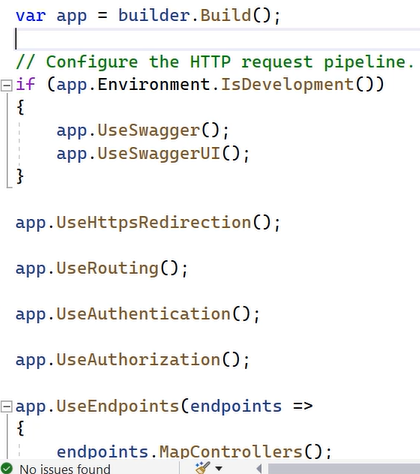 var app = builder.Build();
// Configure the HTTP request pipeline.
if (app.Environment.IsDevelopment())
{
    app.UseSwagger();
    app.UseSwaggerUI();
}
app.UseHttpsRedirection();
app.UseRouting();
app.UseAuthentication();
app.UseAuthorization();
app.UseEndpoints(endpoints =>
{
    endpoints.MapControllers();
No issues found